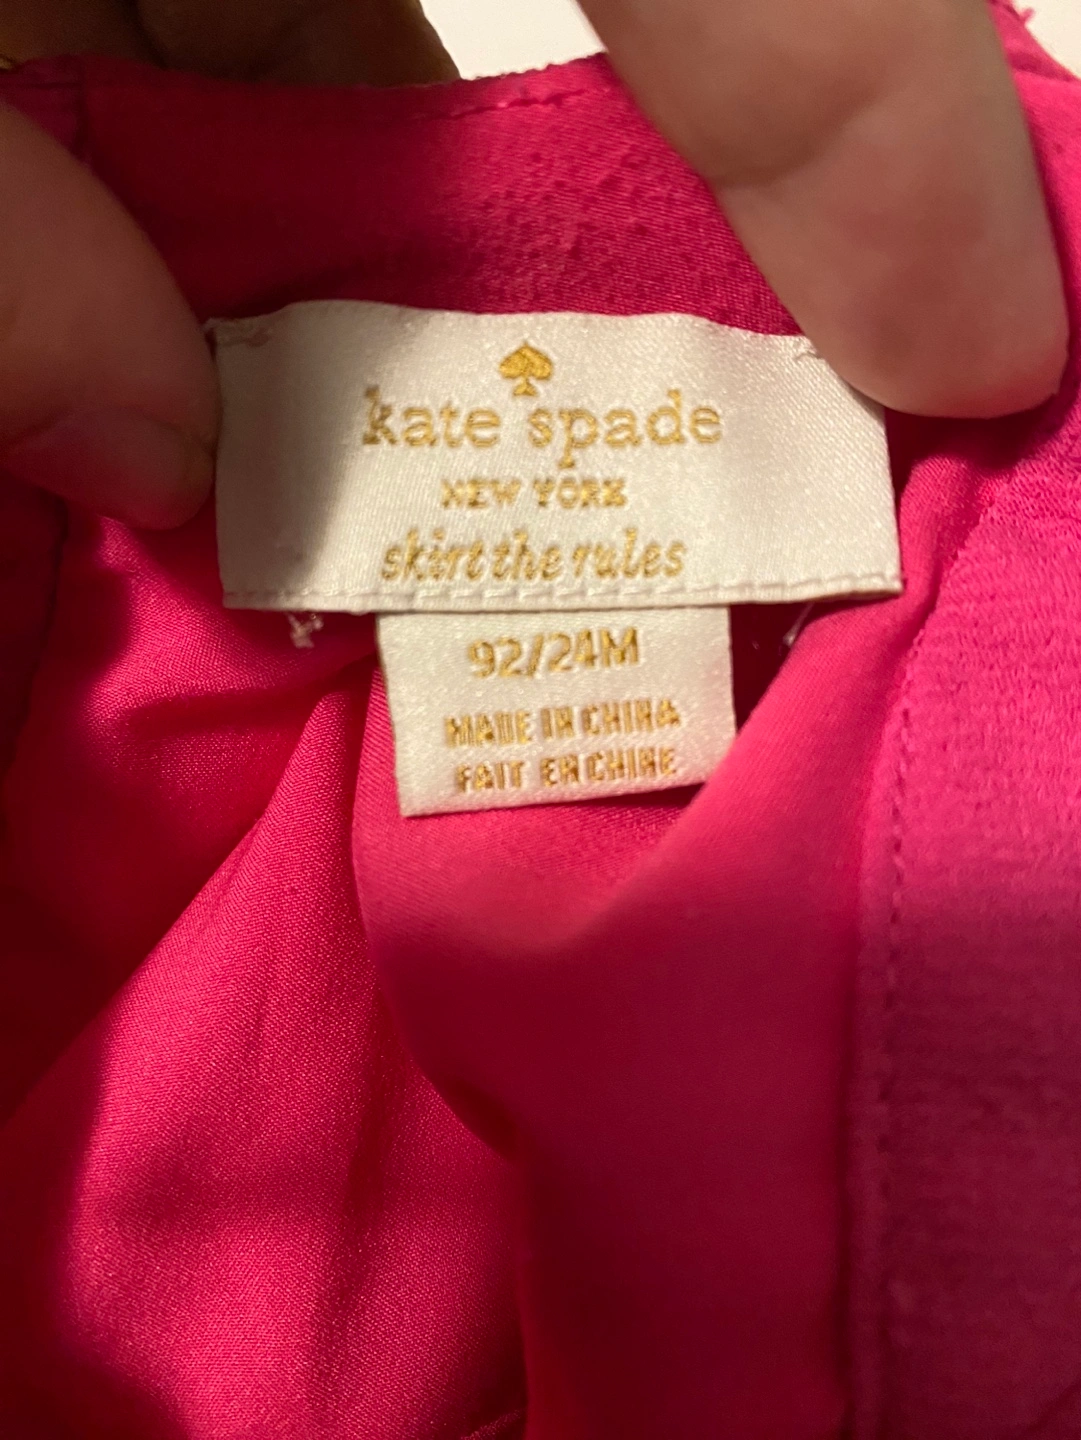 kate spade
NEW YORK
skirt the rules
92/24M
MADE IN CHINA
FAIT EN CHINE